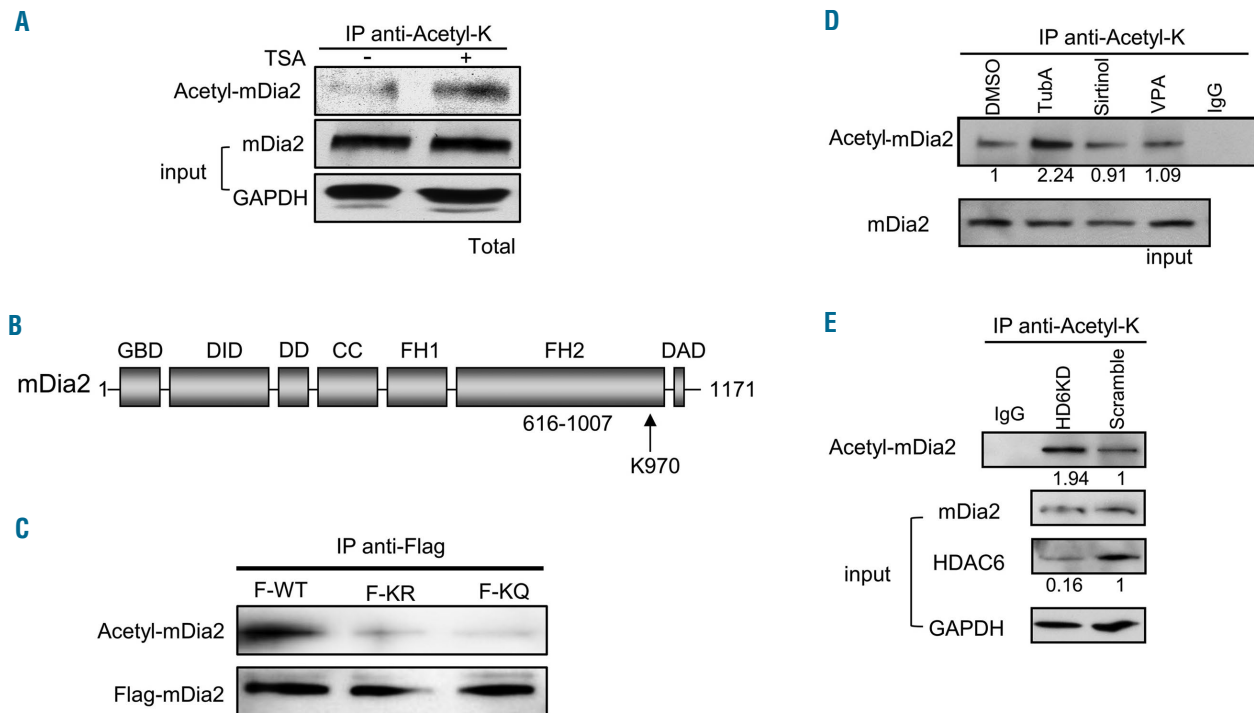 A
IP anti-Acetyl-K
TSA - +
Acetyl-mDia2
mDia2
input
GAPDH
Total
B
GBD DID DD CC FH1 FH2 DAD
mDia2 1 1171
616-1007
K970
C
IP anti-Flag
F-WT F-KR F-KQ
Acetyl-mDia2
Flag-mDia2
D
IP anti-Acetyl-K
DMSO TubA Sirtinol VPA IgG
Acetyl-mDia2
1 2.24 0.91 1.09
mDia2
input
E
IP anti-Acetyl-K
IgG HD6KD Scramble
Acetyl-mDia2
1.94 1
mDia2
HDAC6
input
0.16 1
GAPDH